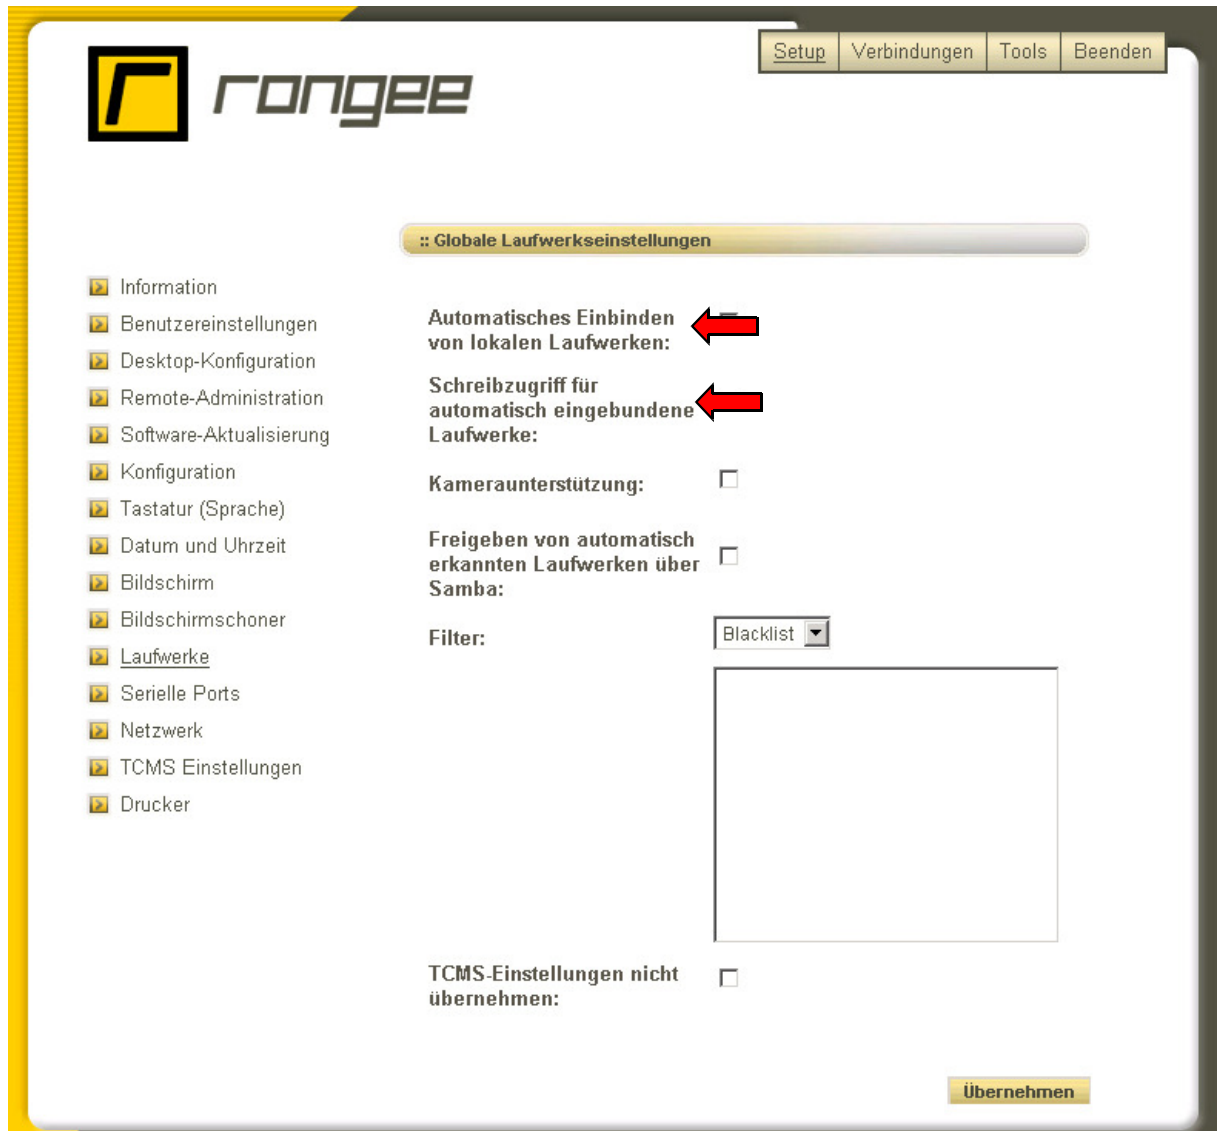 Setup Verbindungen Tools Beenden
rangee
:: Globale Laufwerkseinstellungen
Information
Benutzereinstellungen
Desktop-Konfiguration
Remote-Administration
Software-Aktualisierung
Konfiguration
Tastatur (Sprache)
Datum und Uhrzeit
Bildschirm
Bildschirmschoner
Laufwerke
Serielle Ports
Netzwerk
TCMS Einstellungen
Drucker
Automatisches Einbinden
von lokalen Laufwerken:
Schreibzugriff für
automatisch eingebundene
Laufwerke:
Kameraunterstützung:
Freigeben von automatisch
erkannten Laufwerken über
Samba:
Filter:
Blacklist
TCMS-Einstellungen nicht
übernehmen:
Übernehmen